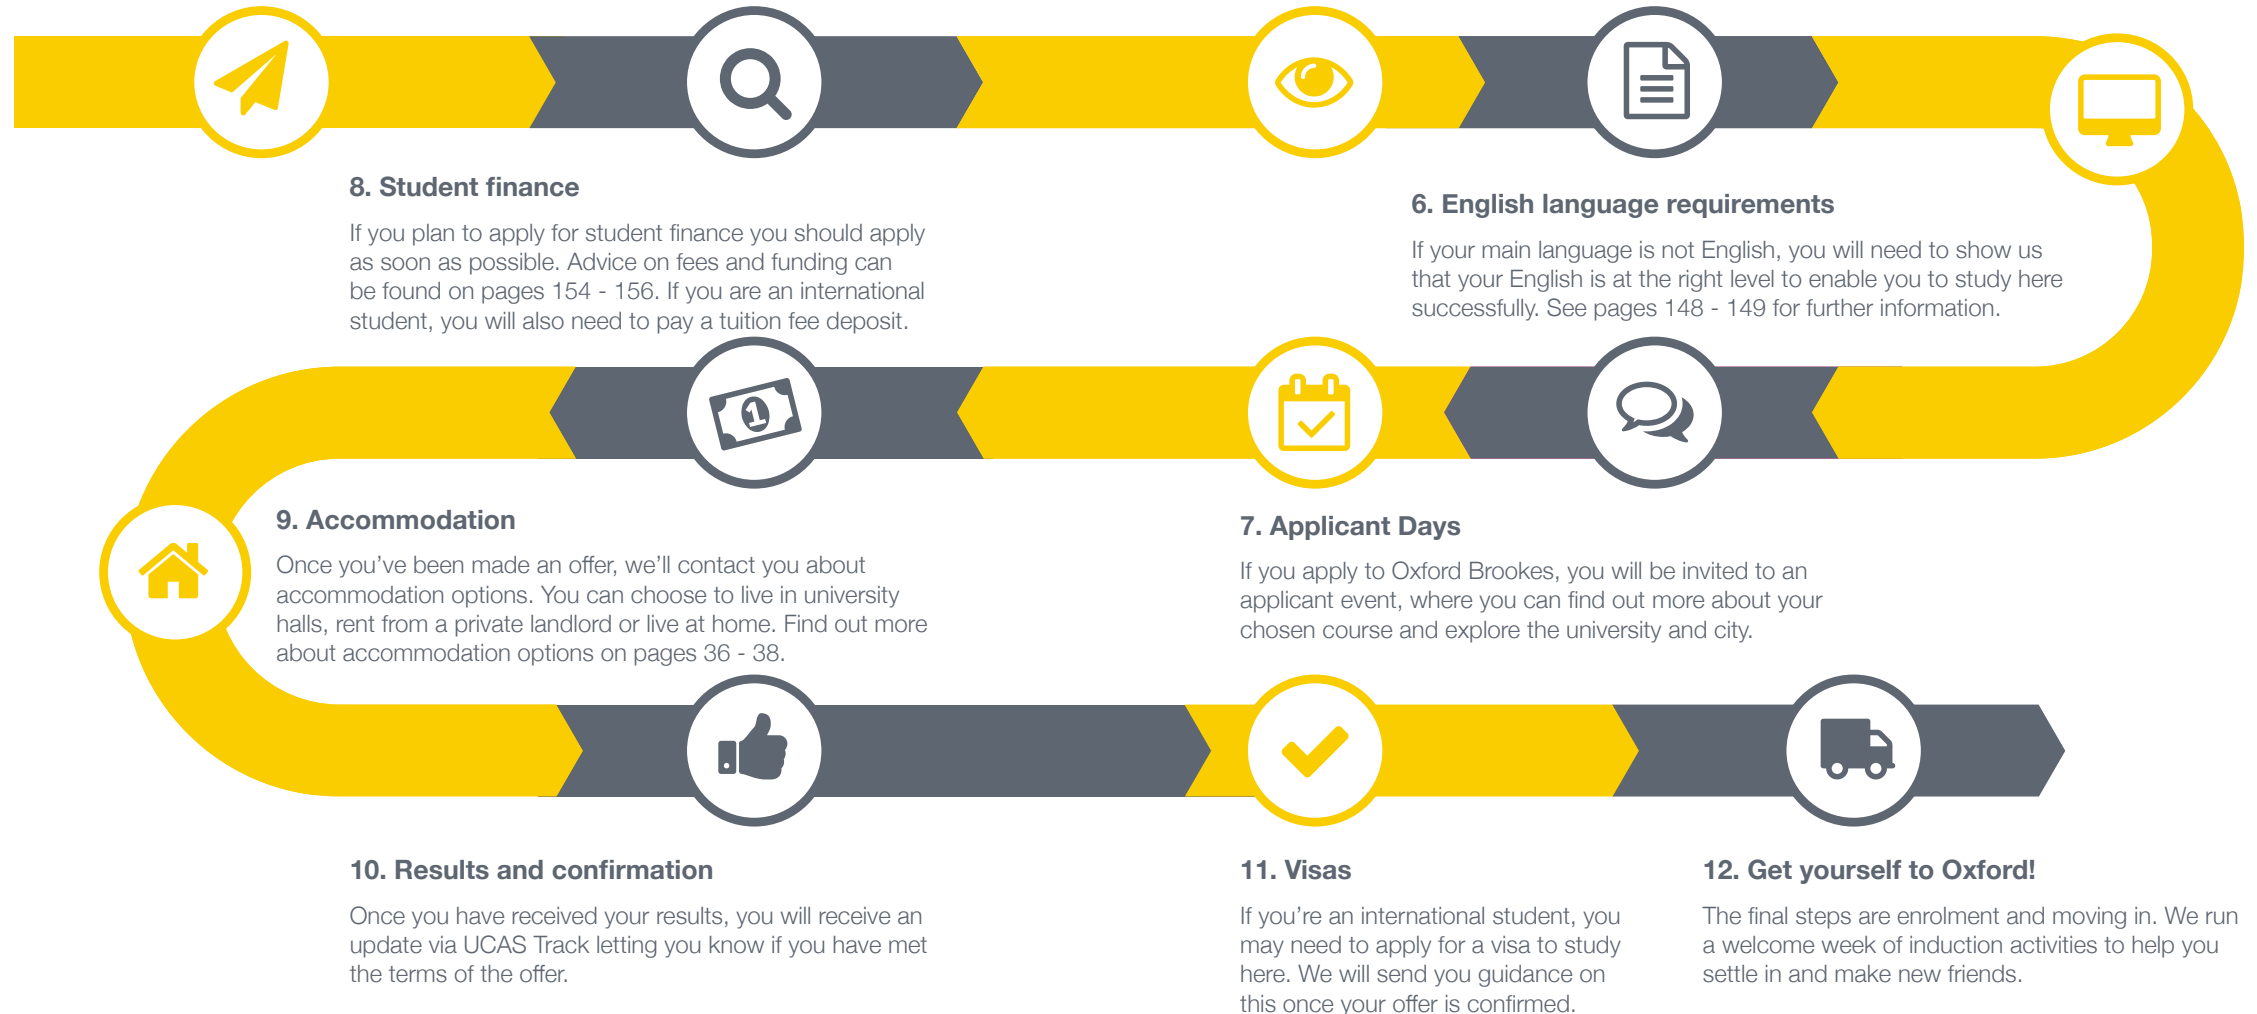 8. Student finance
If you plan to apply for student finance you should apply
as soon as possible. Advice on fees and funding can
be found on pages 154 - 156. If you are an international
student, you will also need to pay a tuition fee deposit.
6. English language requirements
If your main language is not English, you will need to show us
that your English is at the right level to enable you to study here
successfully. See pages 148 - 149 for further information.
1
9. Accommodation
Once you’ve been made an offer, we’ll contact you about
accommodation options. You can choose to live in university
halls, rent from a private landlord or live at home. Find out more
about accommodation options on pages 36 - 38.
7. Applicant Days
If you apply to Oxford Brookes, you will be invited to an
applicant event, where you can find out more about your
chosen course and explore the university and city.
10. Results and confirmation
Once you have received your results, you will receive an
update via UCAS Track letting you know if you have met
the terms of the offer.
11. Visas
If you’re an international student, you
may need to apply for a visa to study
here. We will send you guidance on
this once your offer is confirmed.
12. Get yourself to Oxford!
The final steps are enrolment and moving in. We run
a welcome week of induction activities to help you
settle in and make new friends.